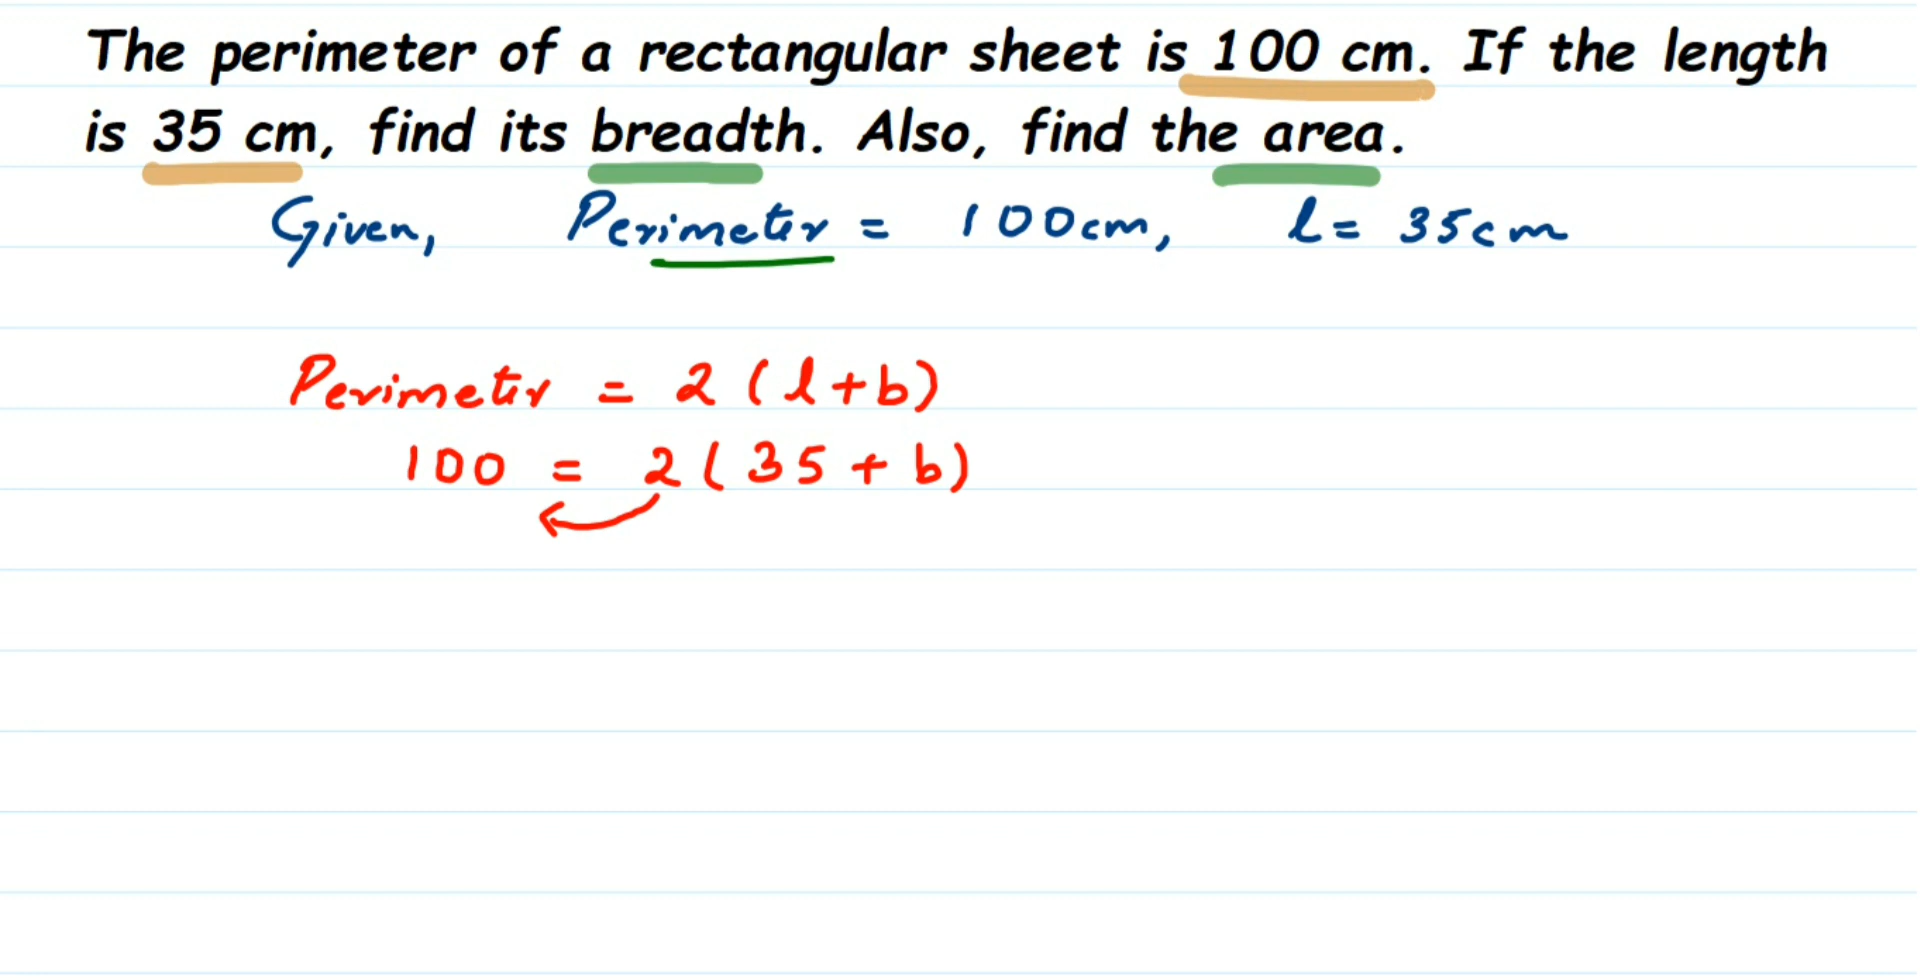 The perimeter of a rectangular sheet is 100 cm. If the length
is 35 cm, find its breadth. Also, find the area.
Given, Perimeter = 100cm, l = 35cm
Perimeter = 2 (l+b)
100 = 2(35 + b)